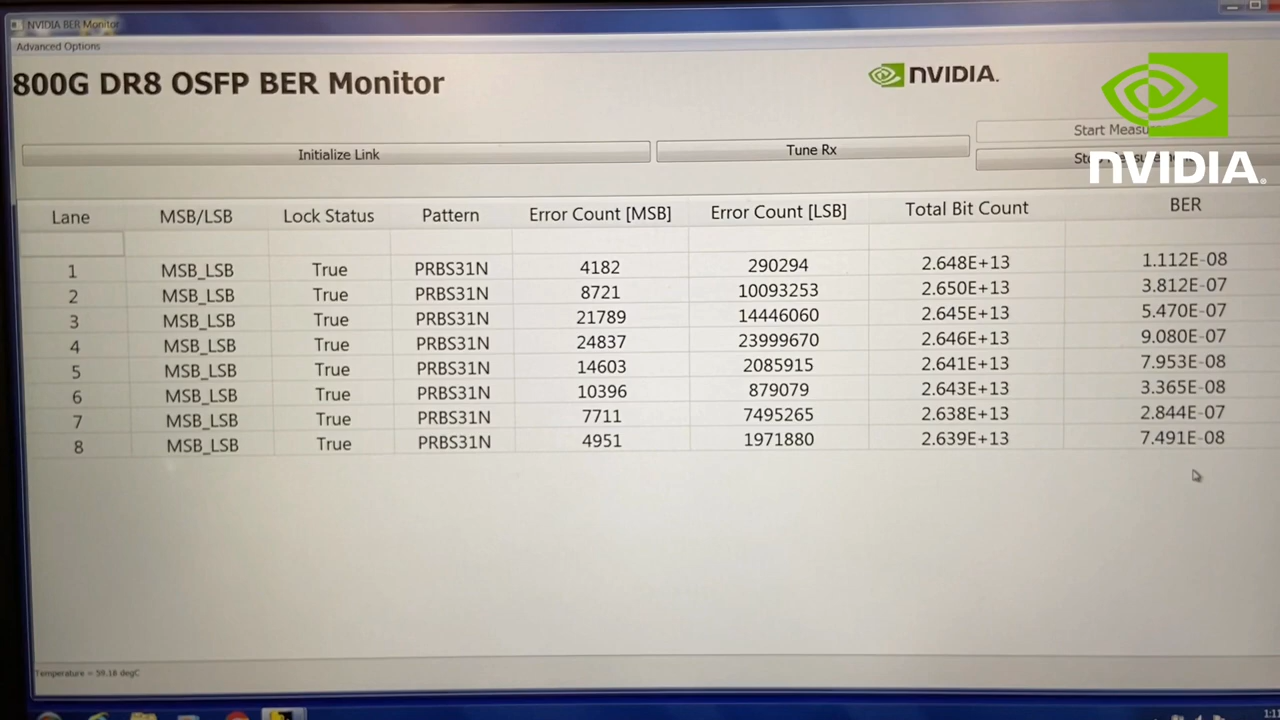 NVIDIA BER Monitor
Advanced Options
800G DR8 OSFP BER Monitor
NVIDIA.
NVIDIA.
Initialize Link
Tune Rx
Start Measu
Lane MSB/LSB Lock Status Pattern Error Count [MSB] Error Count [LSB] Total Bit Count BER
1 MSB_LSB True PRBS31N 4182 290294 2.648E+13 1.112E-08
2 MSB_LSB True PRBS31N 8721 10093253 2.650E+13 3.812E-07
3 MSB_LSB True PRBS31N 21789 14446060 2.645E+13 5.470E-07
4 MSB_LSB True PRBS31N 24837 23999670 2.646E+13 9.080E-07
5 MSB_LSB True PRBS31N 14603 2085915 2.641E+13 7.953E-08
6 MSB_LSB True PRBS31N 10396 879079 2.643E+13 3.365E-08
7 MSB_LSB True PRBS31N 7711 7495265 2.638E+13 2.844E-07
8 MSB_LSB True PRBS31N 4951 1971880 2.639E+13 7.491E-08
Temperature = 59.18 degC